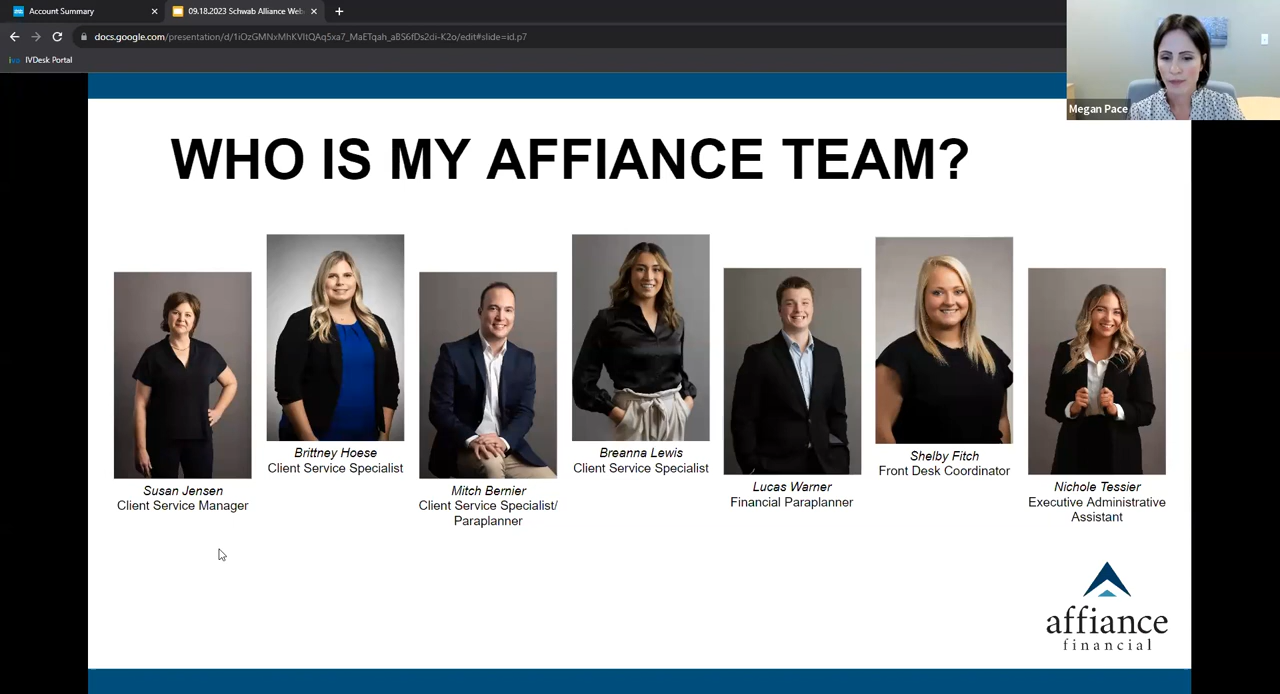 Account Summary
09.18.2023 Schwab Alliance Web
docs.google.com/presentation/d/1iOzGMNxMhKVItQAq5xa7_MaETqah_aBS6fDs2di-K2o/edit#slide=id.p7
iva IVDesk Portal
Megan Pace
WHO IS MY AFFIANCE TEAM?
Susan Jensen
Client Service Manager
Brittney Hoese
Client Service Specialist
Mitch Bernier
Client Service Specialist/
Paraplanner
Breanna Lewis
Client Service Specialist
Lucas Warner
Financial Paraplanner
Shelby Fitch
Front Desk Coordinator
Nichole Tessier
Executive Administrative
Assistant
affiance
financial